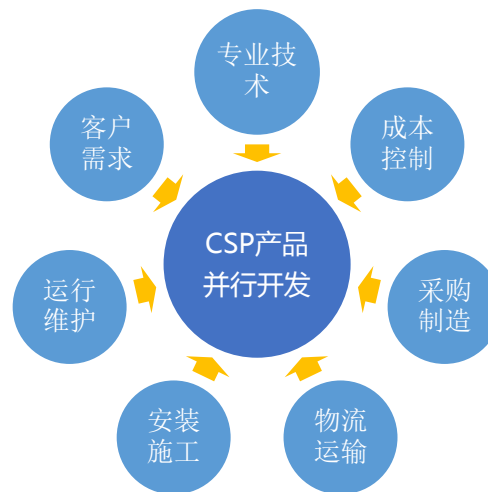 专业技
术
客户
需求
成本
控制
CSP产品
并行开发
运行
维护
采购
制造
安装
施工
物流
运输